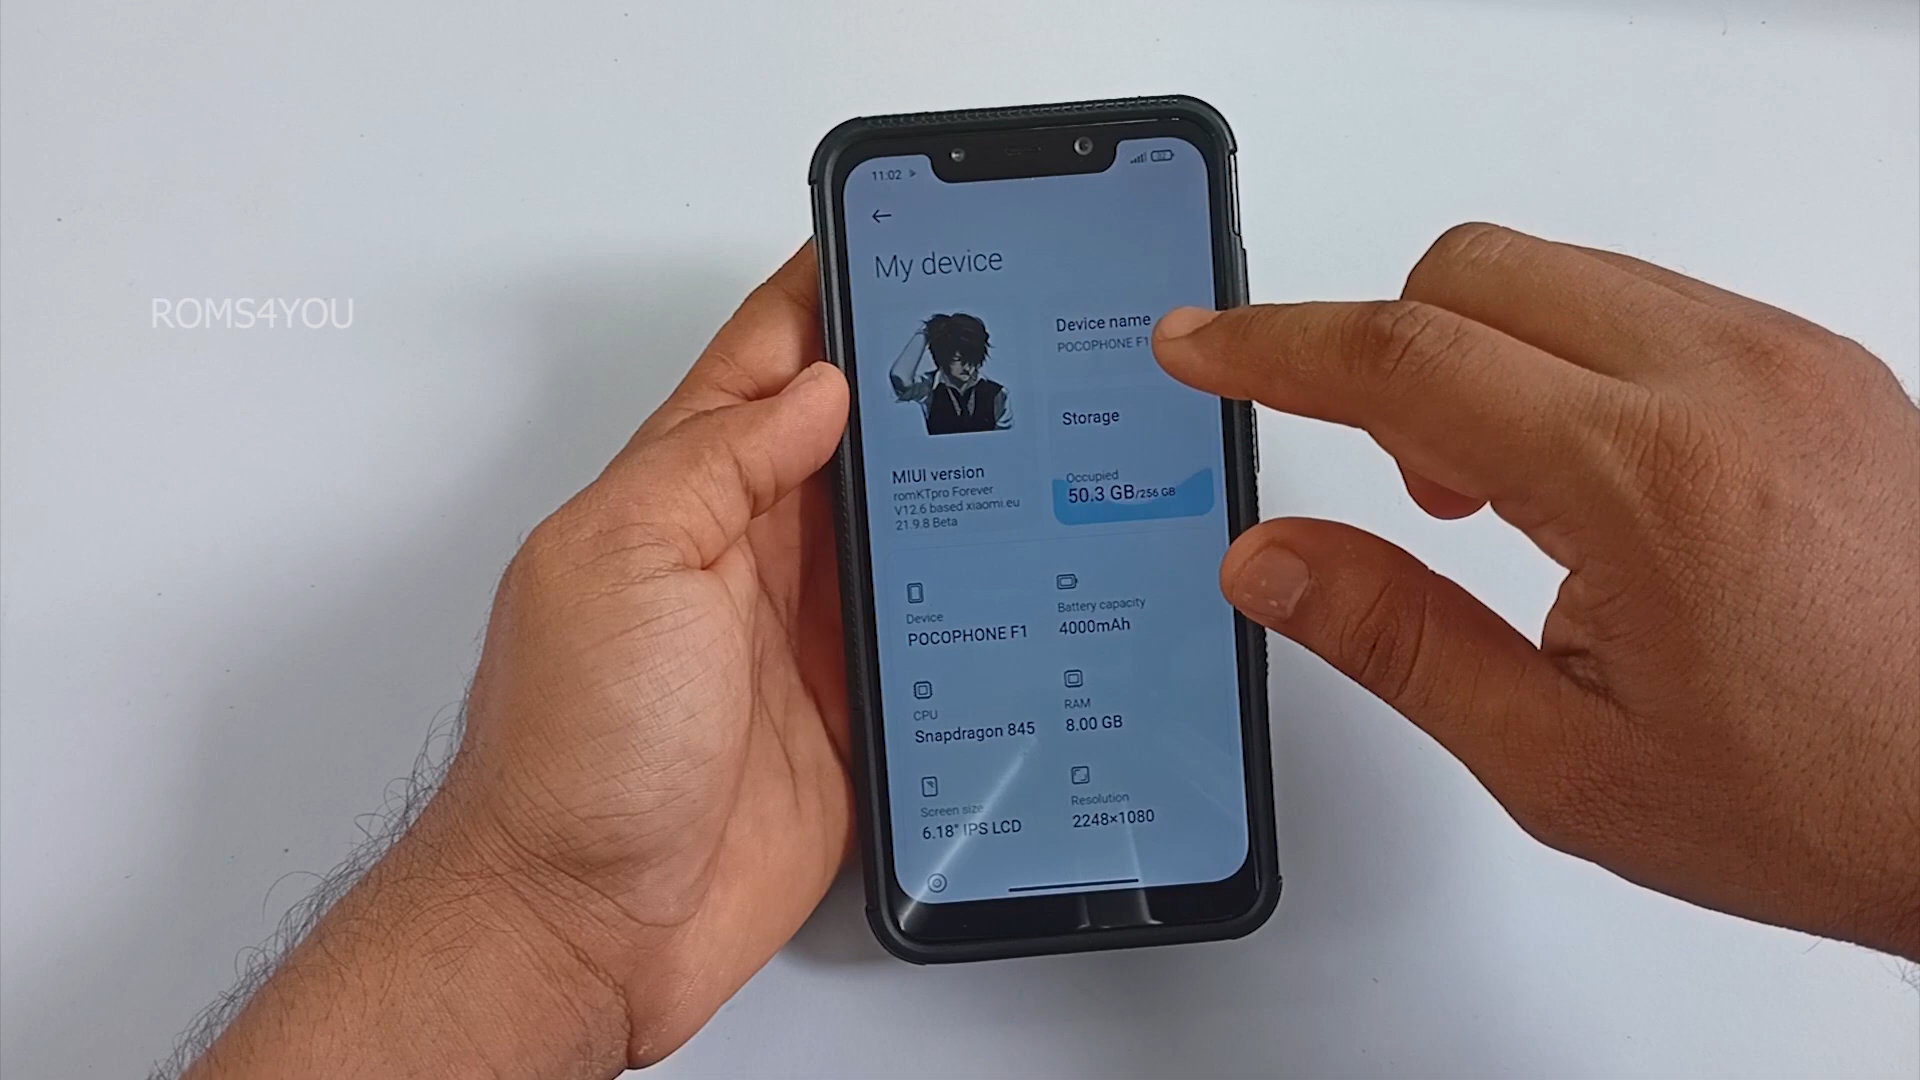 ROMS4YOU
11:02
My device
Device name
POCOPHONE F1
Storage
Occupied
50.3 GB/256 GB
MIUI version
romKTpro Forever
V12.6 based xiaomi.eu
21.9.8 Beta
Device
POCOPHONE F1
Battery capacity
4000mAh
CPU
Snapdragon 845
RAM
8.00 GB
Screen size
6.18" IPS LCD
Resolution
2248×1080